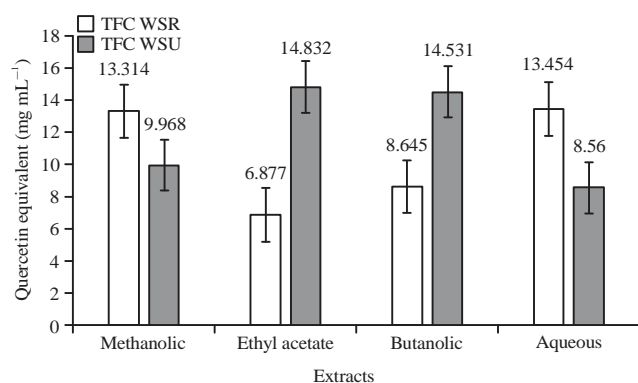 TFC WSR
TFC WSU
Quercetin equivalent (mg mL⁻¹)
18
16
14
12
10
8
6
4
2
0
13.314
9.968
6.877
14.832
8.645
14.531
13.454
8.56
Methanolic
Ethyl acetate
Butanolic
Aqueous
Extracts